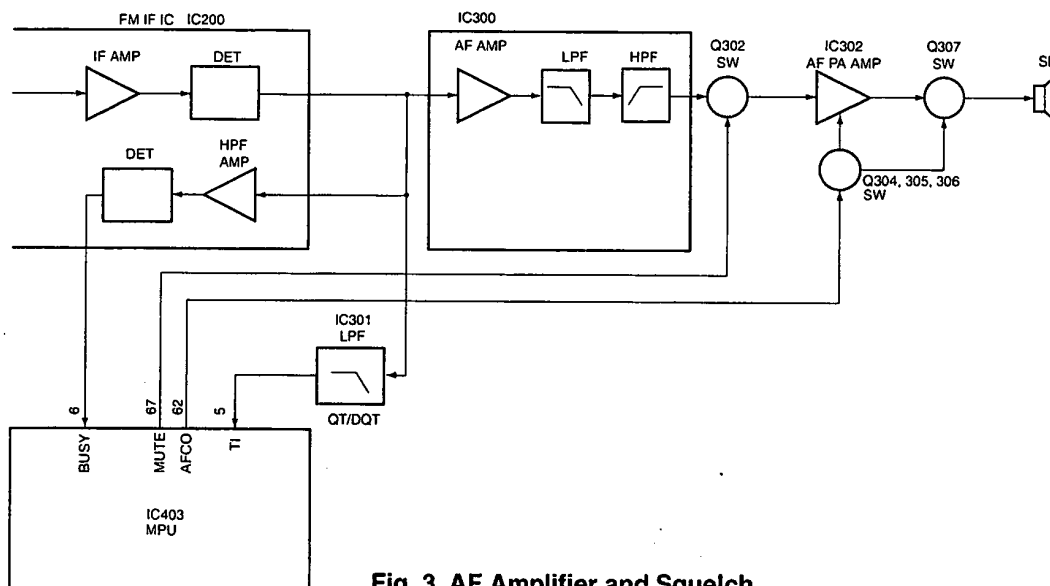 FM IF IC IC200
IF AMP
DET
DET
HPF
AMP
IC300
AF AMP
LPF
HPF
Q302
SW
IC302
AF PA AMP
Q307
SW
Q304, 305, 306
SW
IC301
LPF
QT/DQT
6
67
62
5
BUSY
MUTE
AFCO
TI
IC403
MPU
Fig. 3 AF Amplifier and Squelch